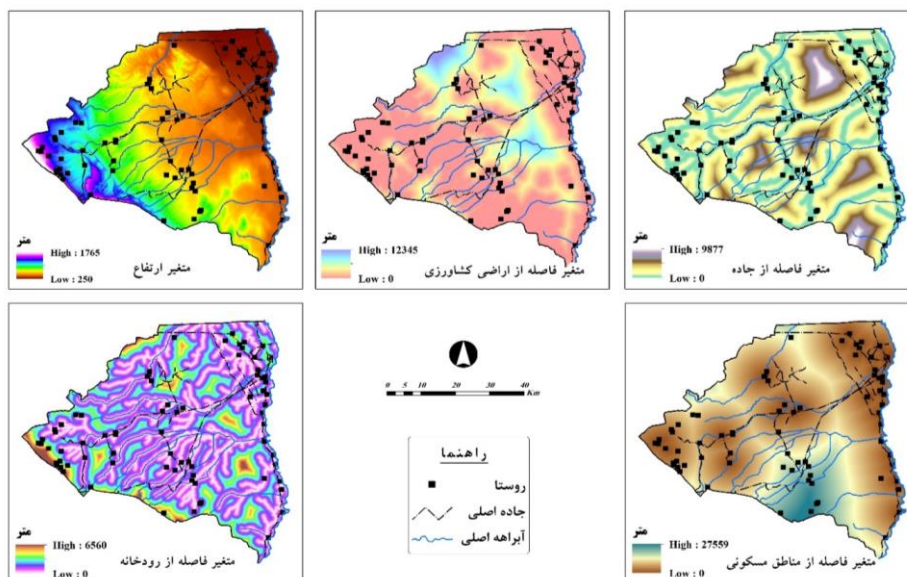 متر
High : 1765
Low : 250
متغیر ارتفاع
متر
High : 12345
Low : 0
متغیر فاصله از اراضی کشاورزی
متر
High : 9877
Low : 0
متغیر فاصله از جاده
متر
High : 6560
Low : 0
متغیر فاصله از رودخانه
0 5 10 20 30 40
Km
راهنما
روستا
جاده اصلی
آبراهه اصلی
متر
High : 27559
Low : 0
متغیر فاصله از مناطق مسکونی